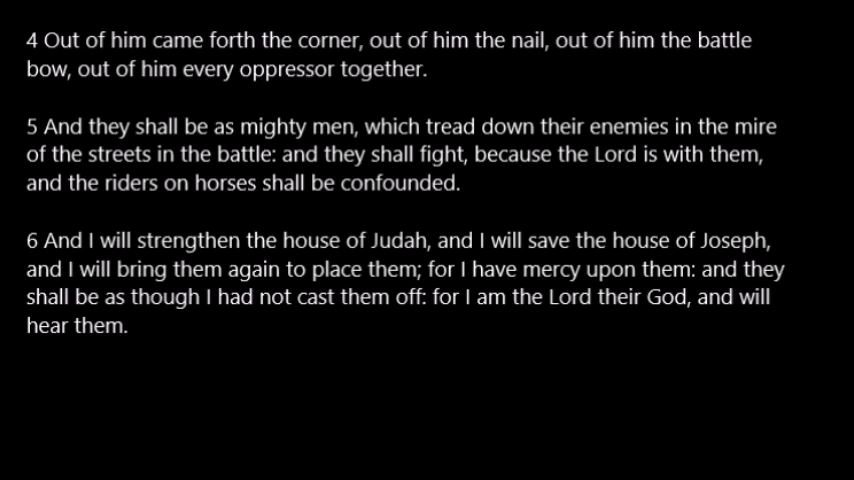 4 Out of him came forth the corner, out of him the nail, out of him the battle
bow, out of him every oppressor together.
5 And they shall be as mighty men, which tread down their enemies in the mire
of the streets in the battle: and they shall fight, because the Lord is with them,
and the riders on horses shall be confounded.
6 And I will strengthen the house of Judah, and I will save the house of Joseph,
and I will bring them again to place them; for I have mercy upon them: and they
shall be as though I had not cast them off: for I am the Lord their God, and will
hear them.